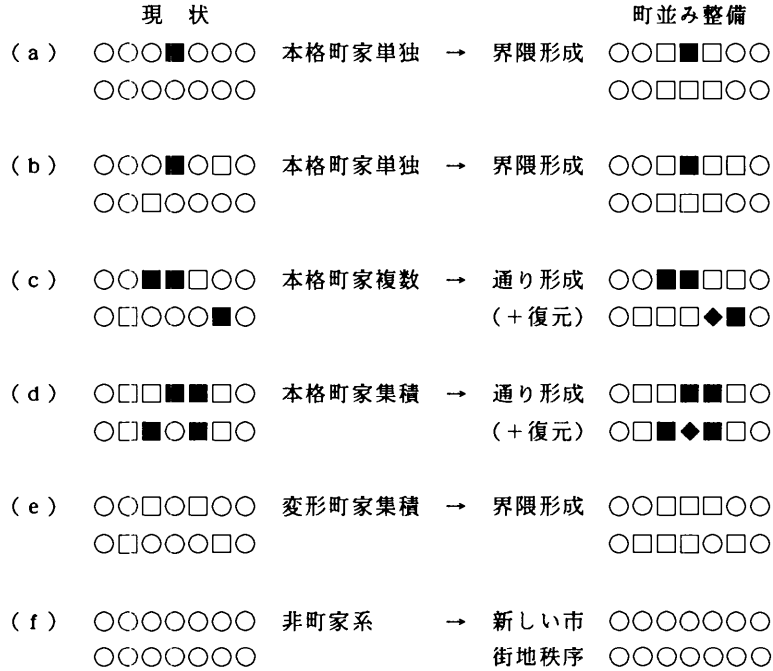 現 状 町並み整備
(a) ○○○■○○○ 本格町家単独 → 界隈形成 ○○□■□○○
○○○○○○○ ○○□□□○○
(b) ○○○■○□○ 本格町家単独 → 界隈形成 ○○□■□□○
○○□○○○○ ○○□□□○○
(c) ○○■■□○○ 本格町家複数 → 通り形成 ○○■■□□○
○□○○○■○ (+復元) ○□□□◆■○
(d) ○□□■■□○ 本格町家集積 → 通り形成 ○□□■■□○
○□■○■□○ (+復元) ○□■◆■□○
(e) ○○□○□○○ 変形町家集積 → 界隈形成 ○○□□□○○
○□○○○□○ ○□□□○□○
(f) ○○○○○○○ 非町家系 → 新しい市 ○○○○○○○
○○○○○○○ 街地秩序 ○○○○○○○